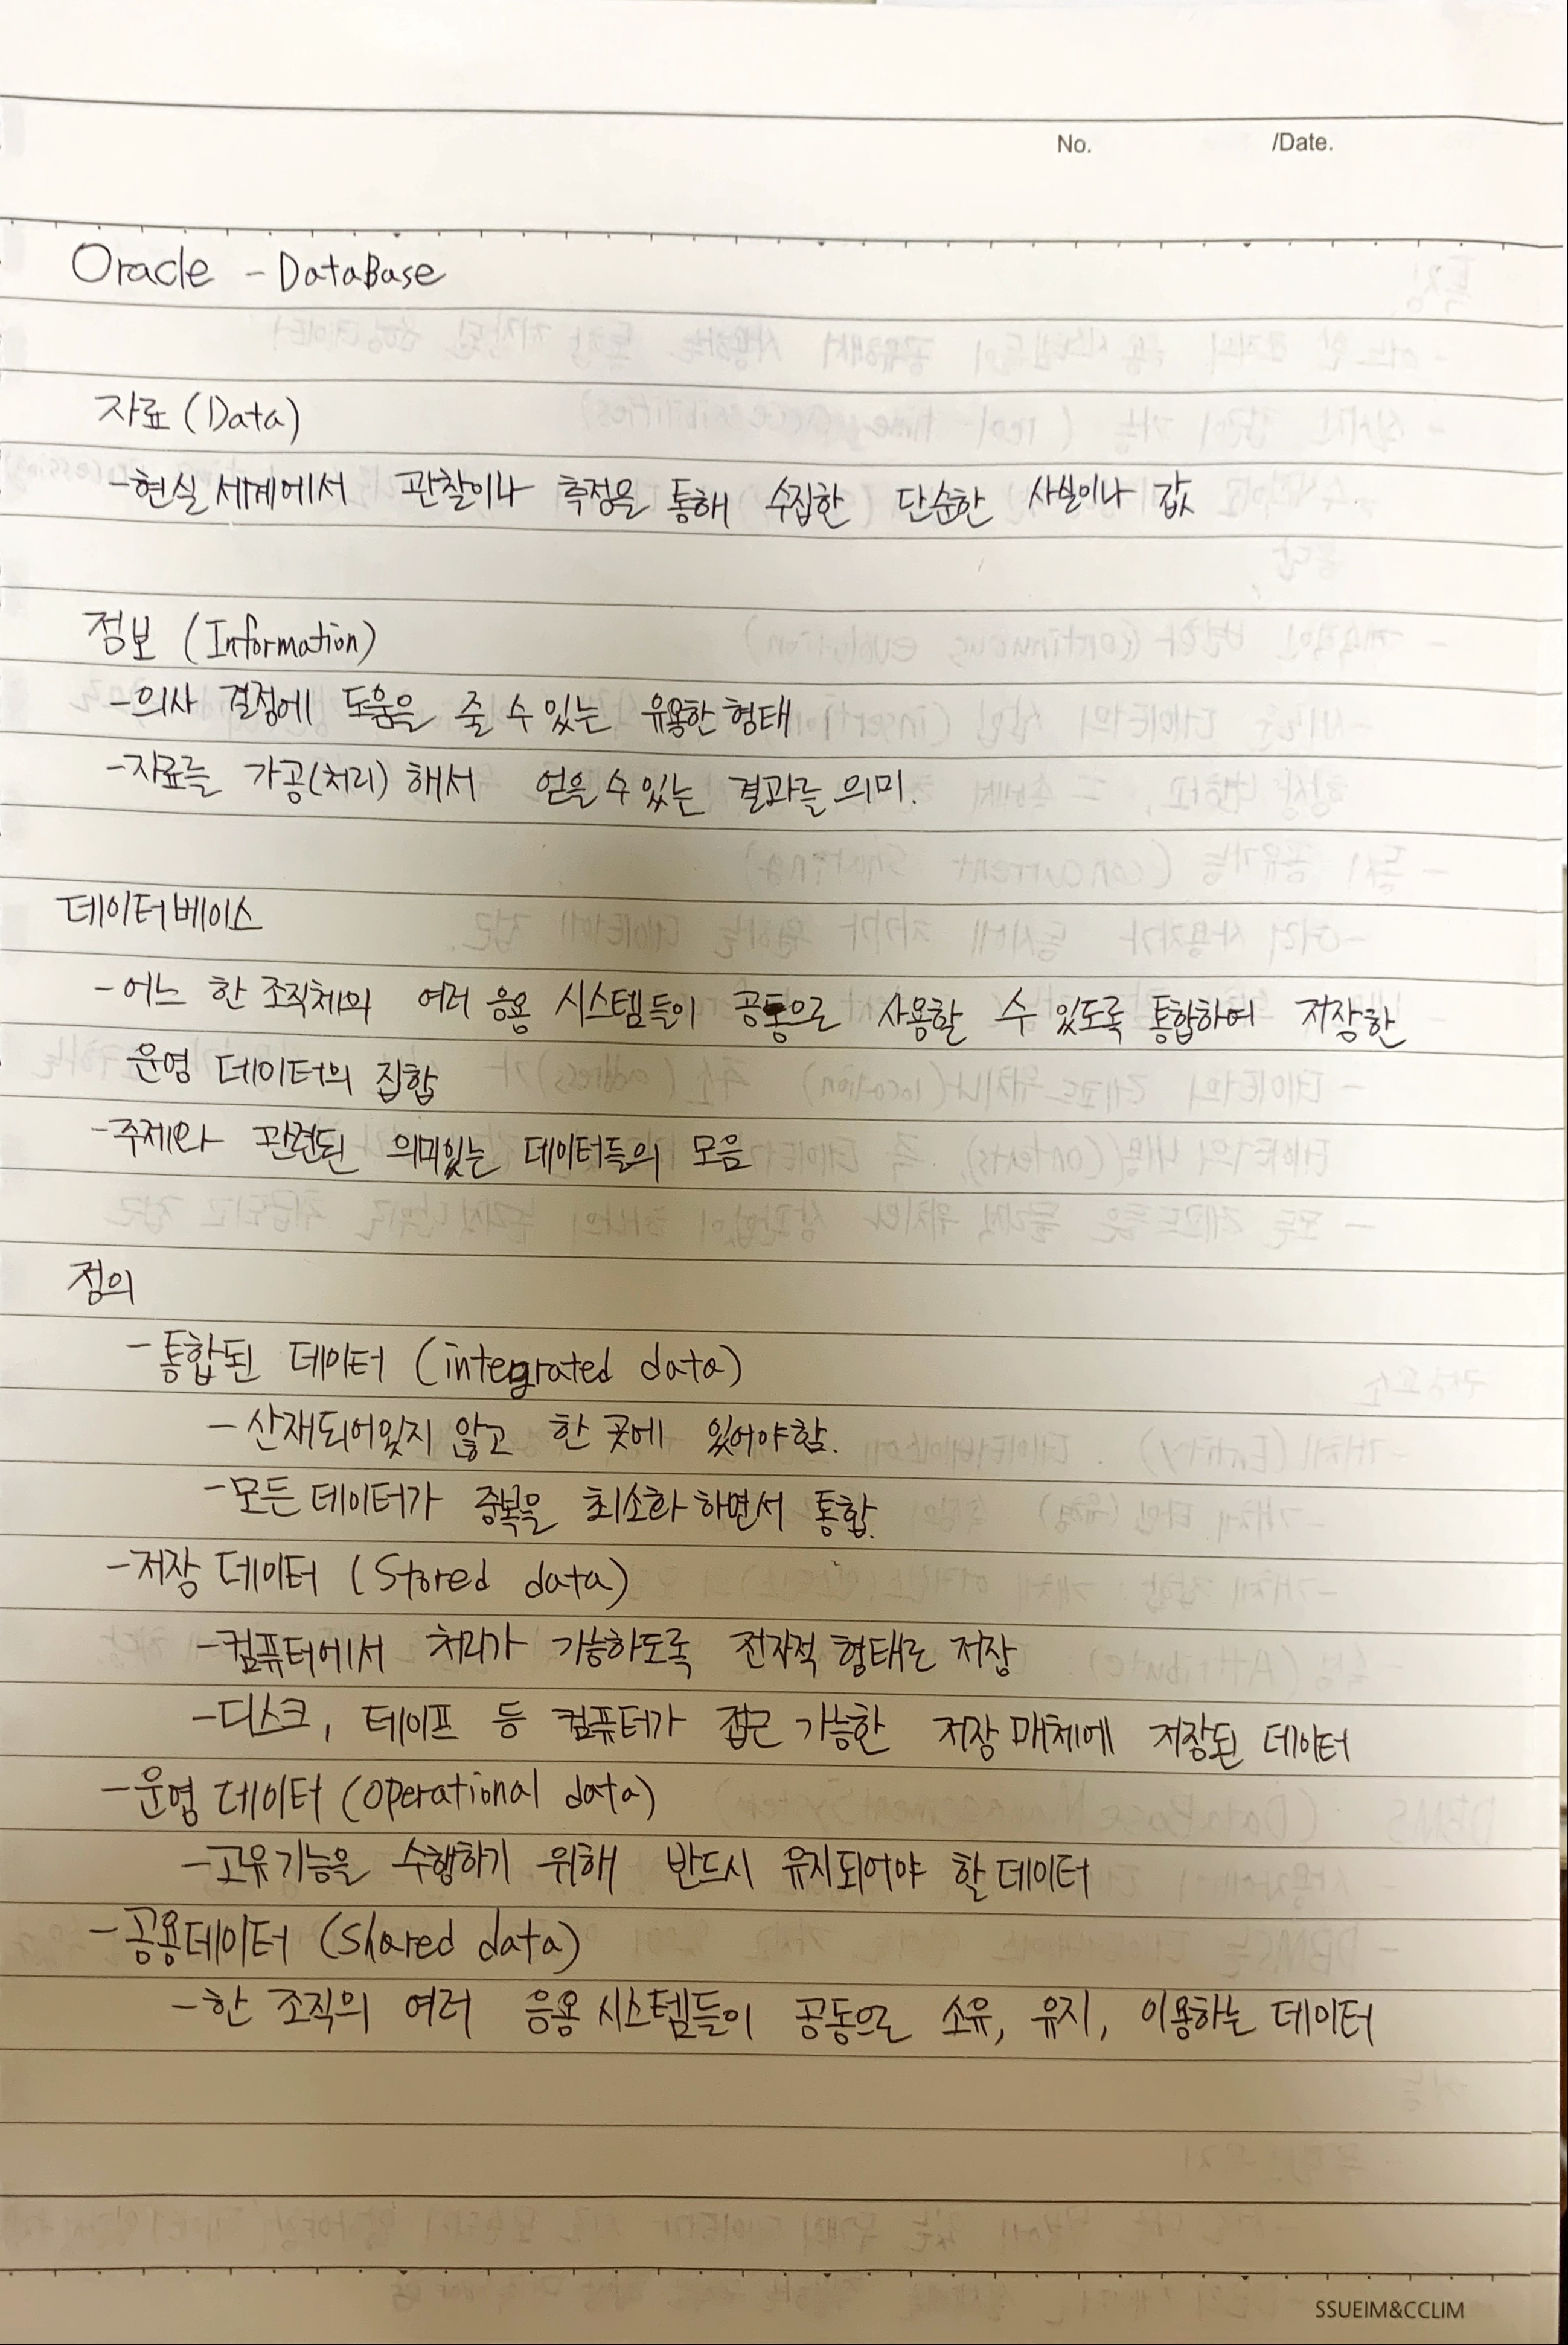 No. /Date.
Oracle - DataBase
자료 (Data)
-현실 세계에서 관찰이나 측정을 통해 수집한 단순한 사실이나 값
정보 (Information)
-의사 결정에 도움을 줄 수 있는 유용한 형태
-자료를 가공(처리) 해서 얻을 수 있는 결과를 의미.
데이터베이스
-어느 한 조직체의 여러 응용 시스템들이 공통으로 사용할 수 있도록 통합하여 저장한
운영 데이터의 집합
-주제와 관련된 의미있는 데이터들의 모음
정의
-통합된 데이터 (integrated data)
-산재되어있지 않고 한 곳에 있어야함.
-모든 데이터가 중복을 최소화 하면서 통합.
-저장 데이터 (Stored data)
-컴퓨터에서 처리가 가능하도록 전자적 형태로 저장
-디스크, 테이프 등 컴퓨터가 접근 가능한 저장 매체에 저장된 데이터
-운영 데이터 (operational data)
-고유기능을 수행하기 위해 반드시 유지되어야 할 데이터
-공용데이터 (shared data)
-한 조직의 여러 응용 시스템들이 공동으로 소유, 유지, 이용하는 데이터
SSUEIM&CCLIM